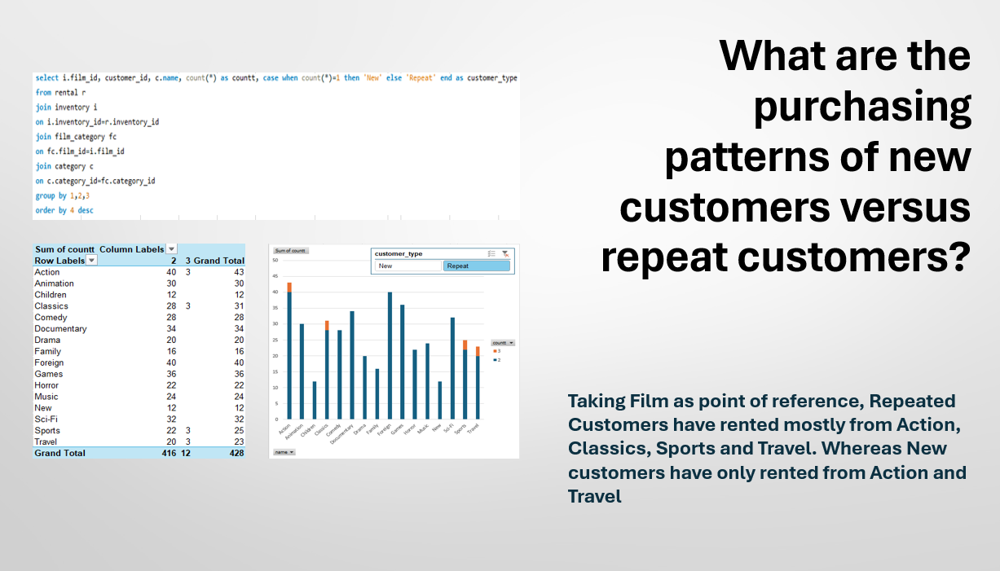 What are the
purchasing
patterns of new
customers versus
repeat customers?
select i.film_id, customer_id, c.name, count(*) as countt, case when count(*)=1 then 'New' else 'Repeat' end as customer_type
from rental r
join inventory i
on i.inventory_id=r.inventory_id
join film_category fc
on fc.film_id=i.film_id
join category c
on c.category_id=fc.category_id
group by 1,2,3
order by 4 desc
Sum of countt Column Labels
Row Labels 2 3 Grand Total
Action 40 3 43
Animation 30 30
Children 12 12
Classics 28 3 31
Comedy 28 28
Documentary 34 34
Drama 20 20
Family 16 16
Foreign 40 40
Games 36 36
Horror 22 22
Music 24 24
New 12 12
Sci-Fi 32 32
Sports 22 3 25
Travel 20 3 23
Grand Total 416 12 428
Sum of countt
customer_type
New Repeat
50
45
40
35
30
25
20
15
10
5
0
Action Animation Children Classics Comedy Documentary Drama Family Foreign Games Horror Music New Sci-Fi Sports Travel
countt
3
2
name
Taking Film as point of reference, Repeated
Customers have rented mostly from Action,
Classics, Sports and Travel. Whereas New
customers have only rented from Action and
Travel